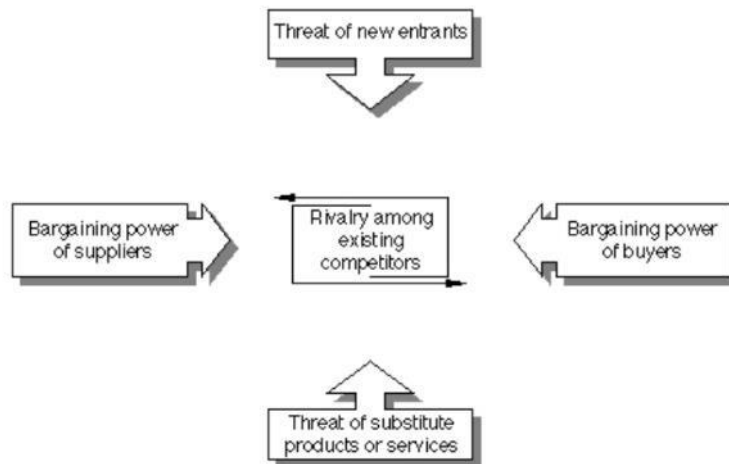 Threat of new entrants
Bargaining power
of suppliers
Rivalry among
existing
competitors
Bargaining power
of buyers
Threat of substitute
products or services